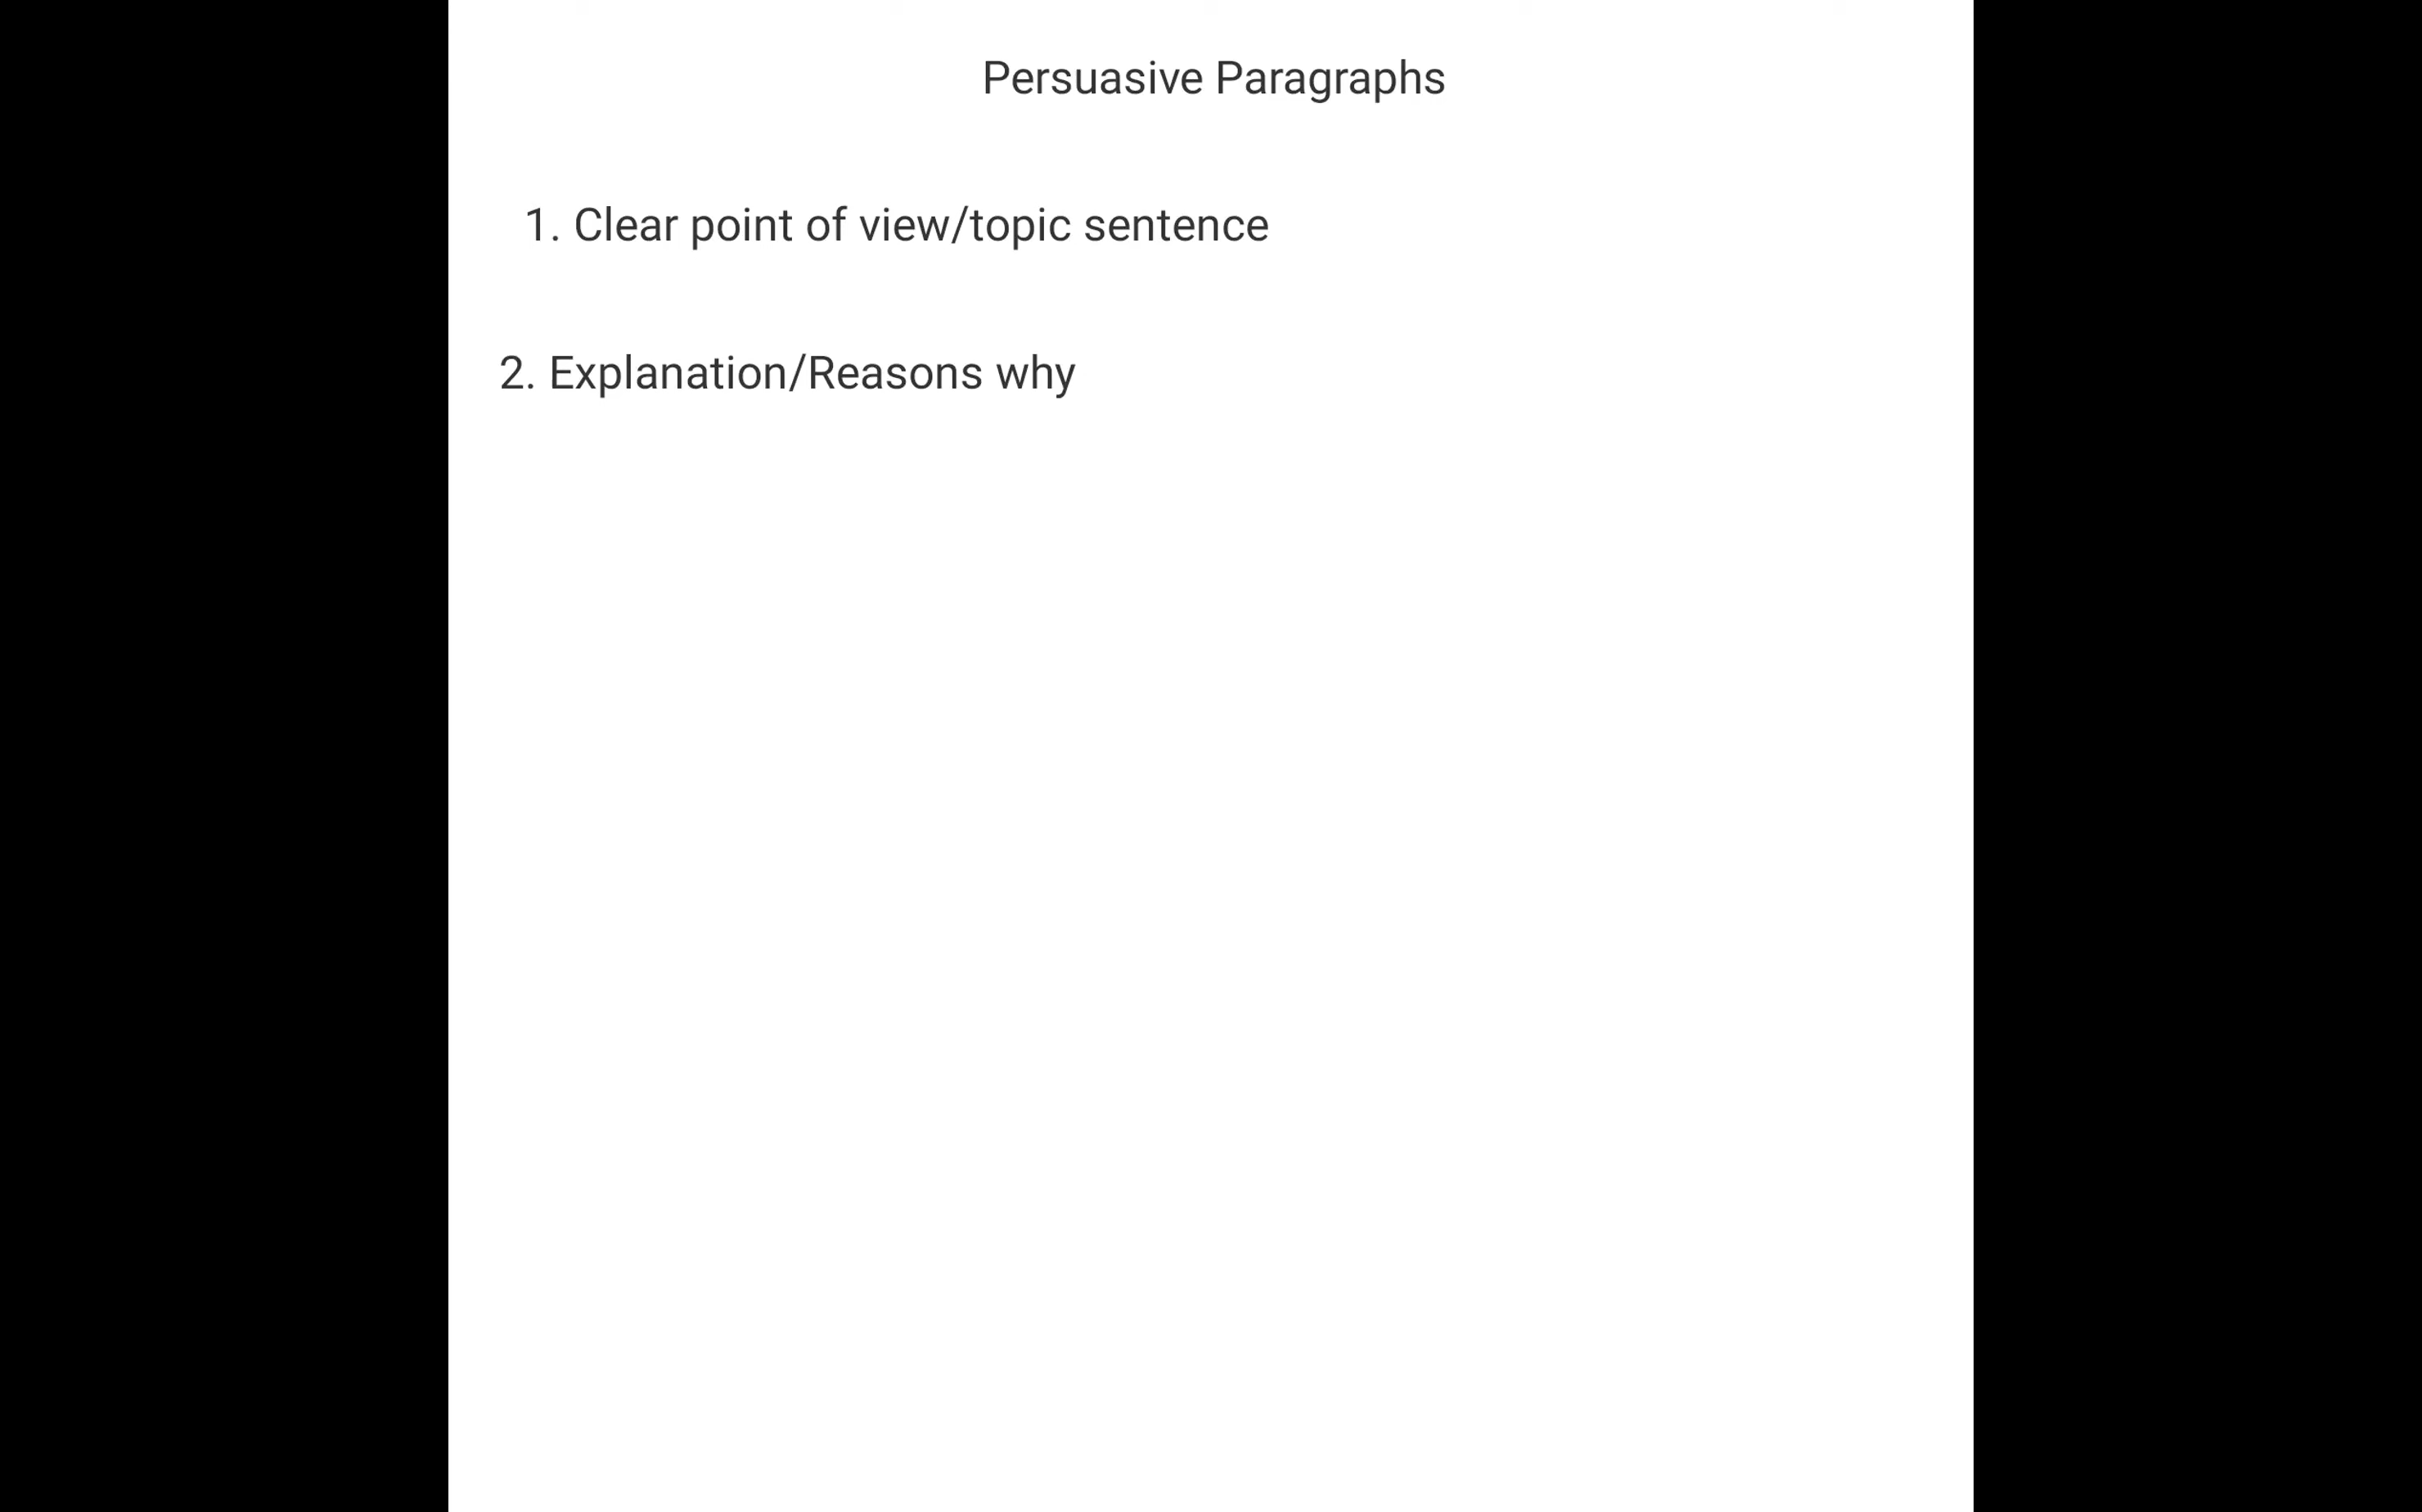 Persuasive Paragraphs
1. Clear point of view/topic sentence
2. Explanation/Reasons why